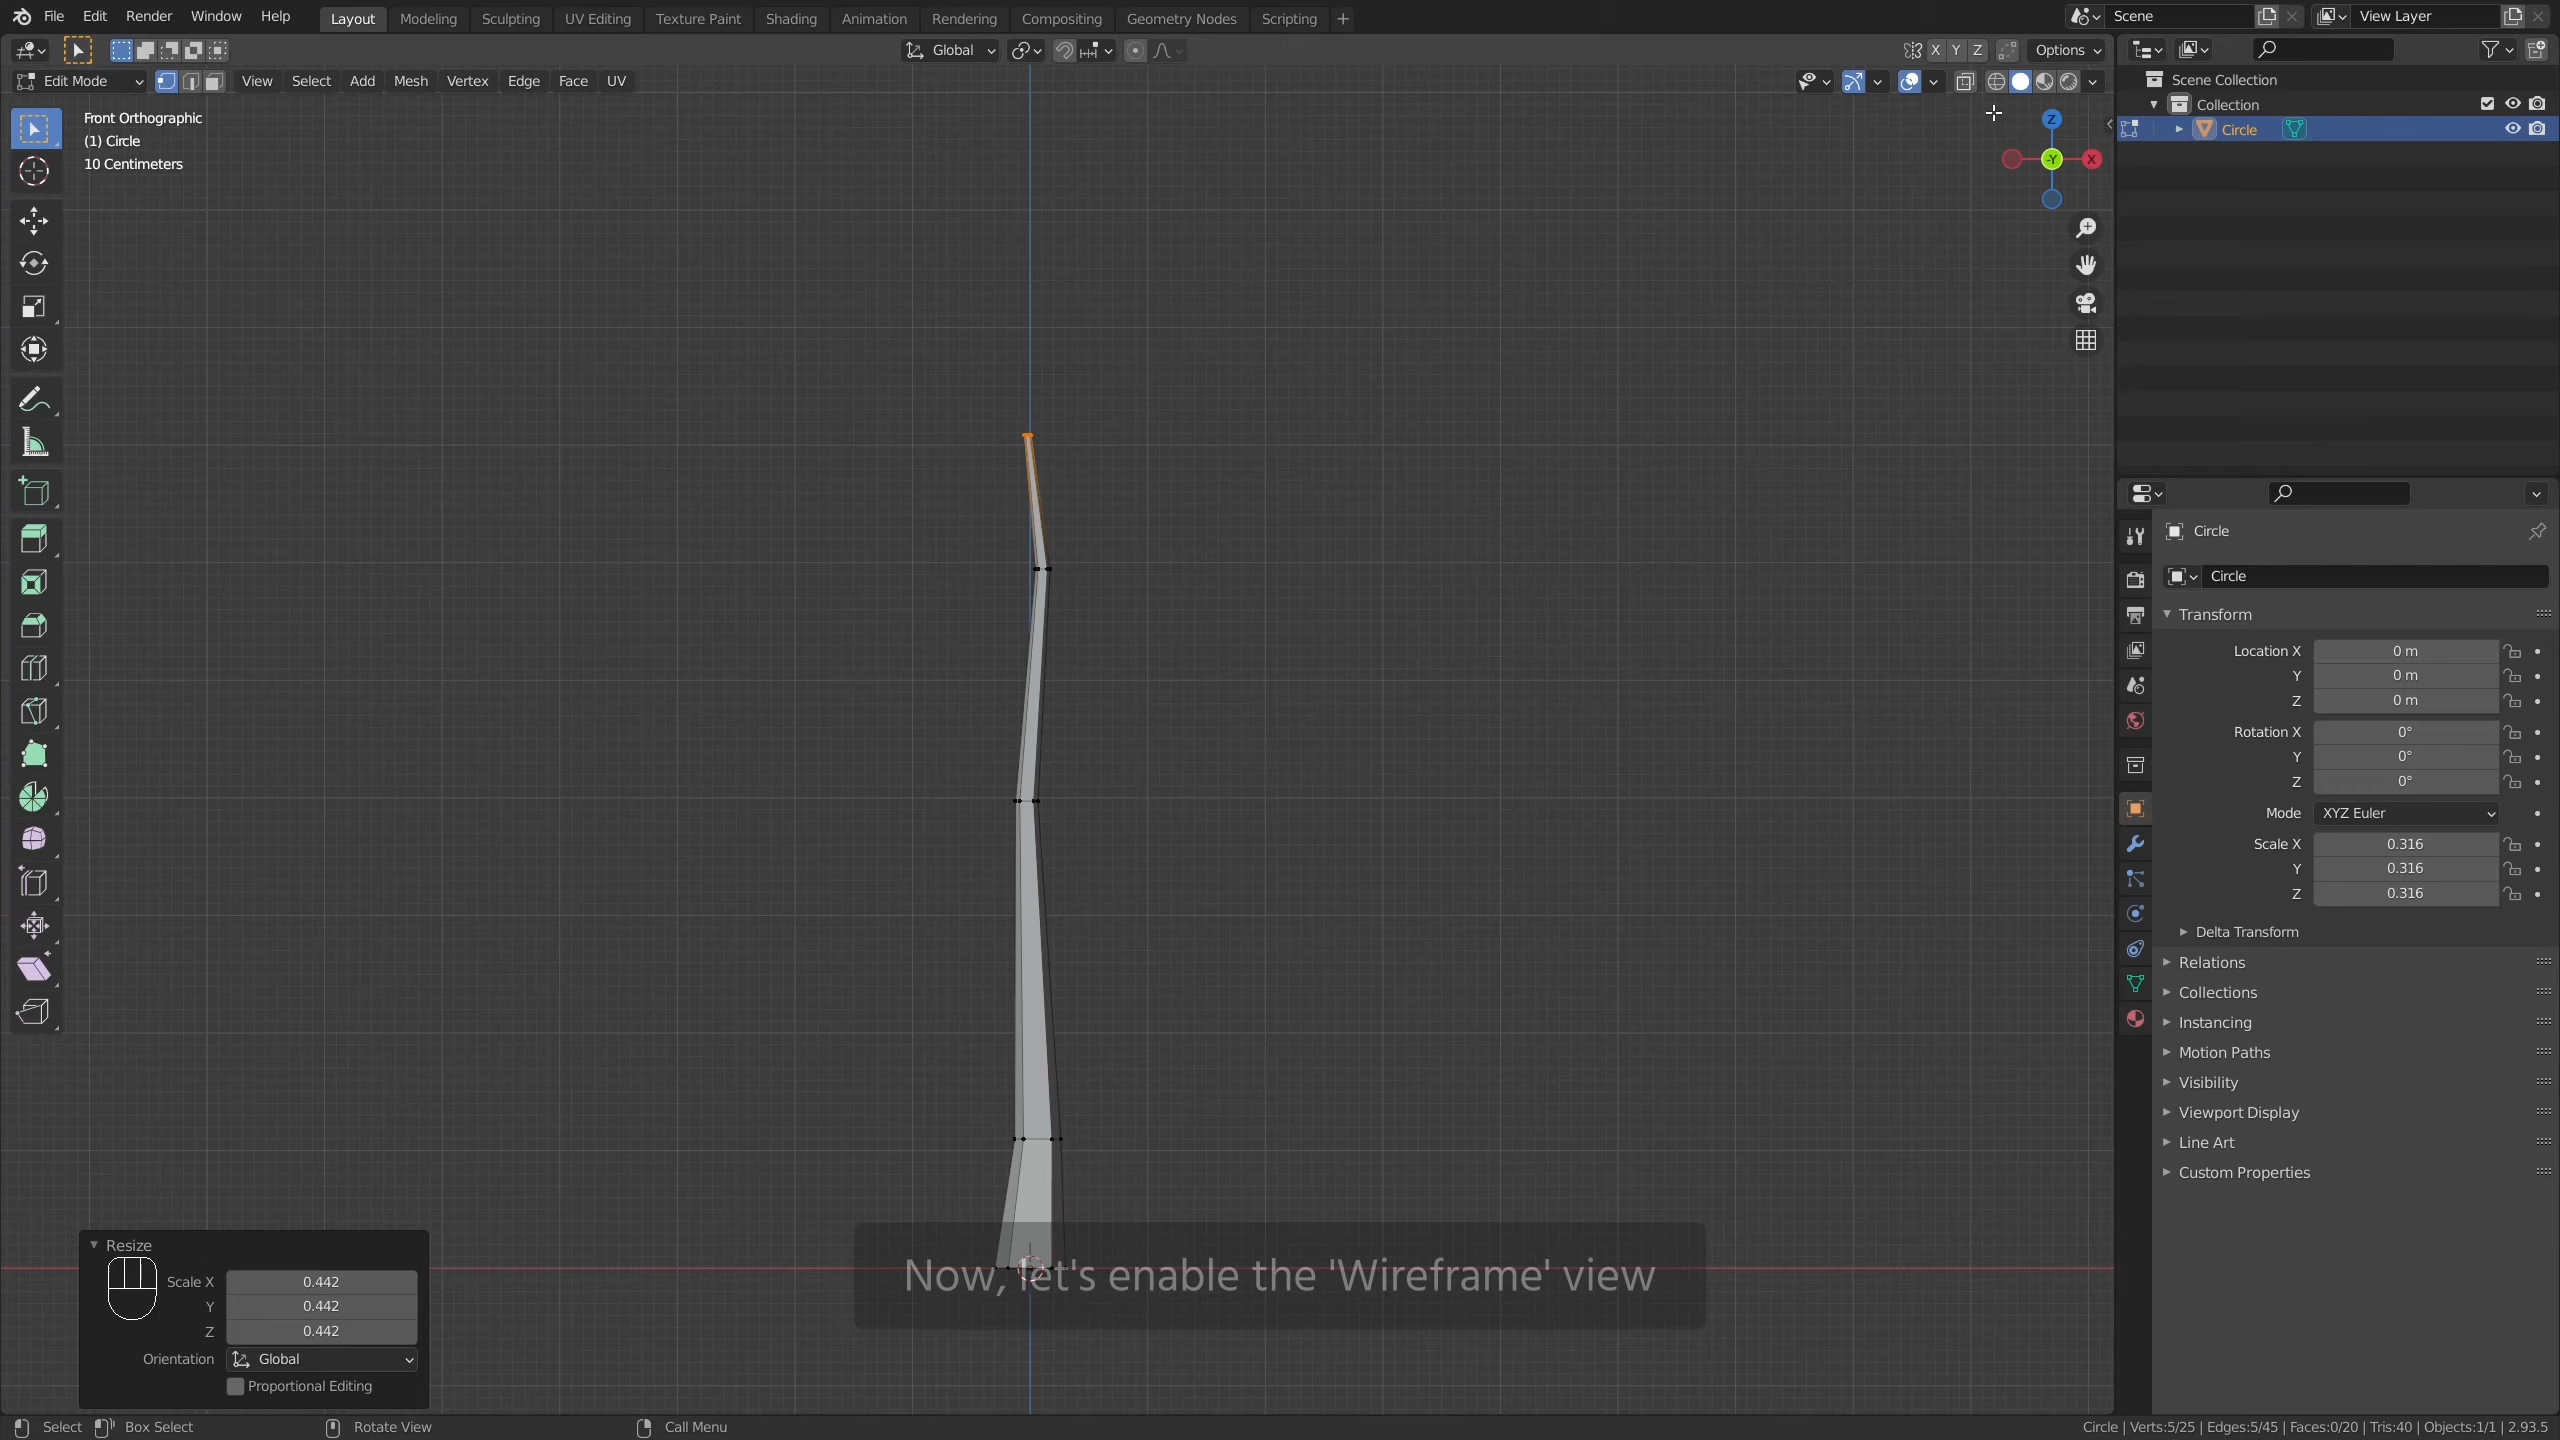 File Edit Render Window Help Layout Modeling Sculpting UV Editing Texture Paint Shading Animation Rendering Compositing Geometry Nodes Scripting + Scene View Layer
Global X Y Z Options
Edit Mode View Select Add Mesh Vertex Edge Face UV
Front Orthographic
(1) Circle
10 Centimeters
Z
-Y
X
Scene Collection
Collection
Circle
Circle
Circle
Transform
Location X 0 m
Y 0 m
Z 0 m
Rotation X 0°
Y 0°
Z 0°
Mode XYZ Euler
Scale X 0.316
Y 0.316
Z 0.316
Delta Transform
Relations
Collections
Instancing
Motion Paths
Visibility
Viewport Display
Line Art
Custom Properties
Resize
Scale X 0.442
Y 0.442
Z 0.442
Orientation Global
Proportional Editing
Now, let's enable the 'Wireframe' view
Select Box Select Rotate View Call Menu Circle | Verts:5/25 | Edges:5/45 | Faces:0/20 | Tris:40 | Objects:1/1 | 2.93.5